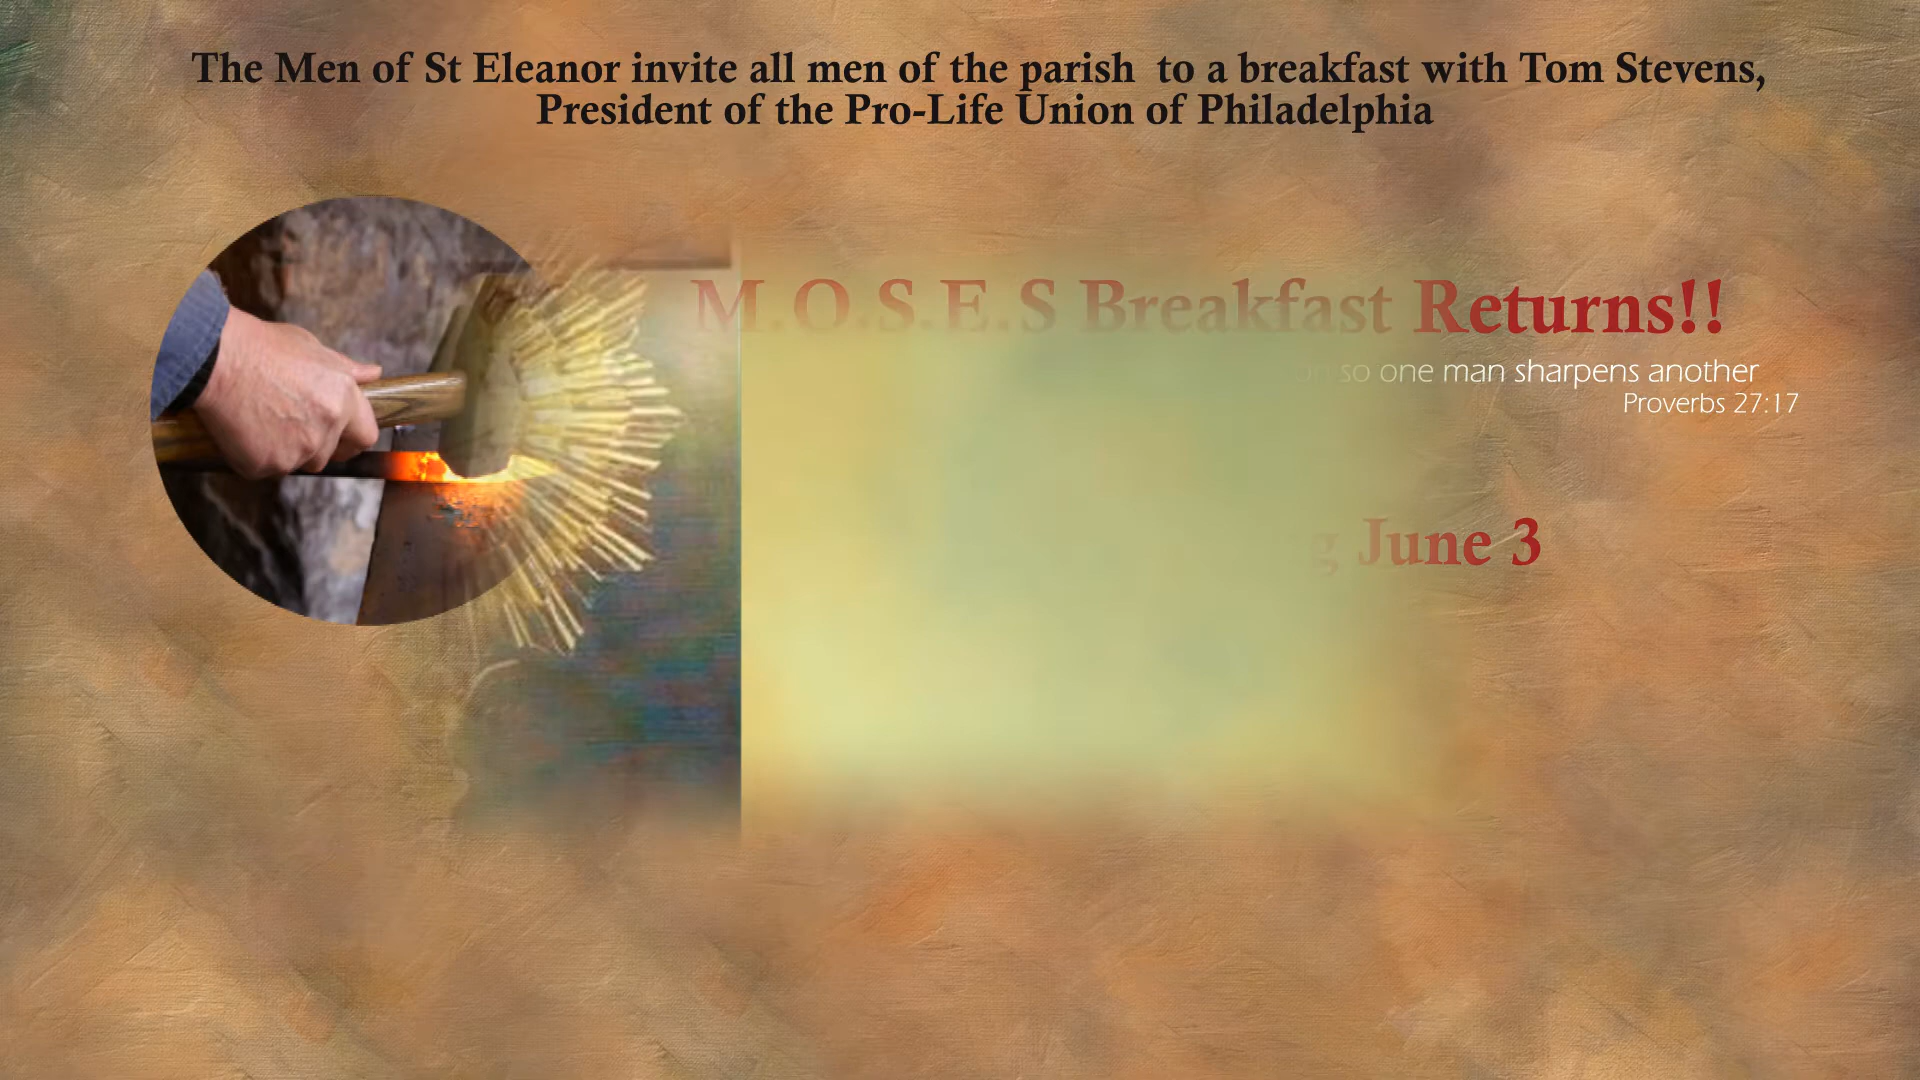 The Men of St Eleanor invite all men of the parish to a breakfast with Tom Stevens,
President of the Pro-Life Union of Philadelphia
M.O.S.E.S Breakfast Returns!!
so one man sharpens another
Proverbs 27:17
June 3